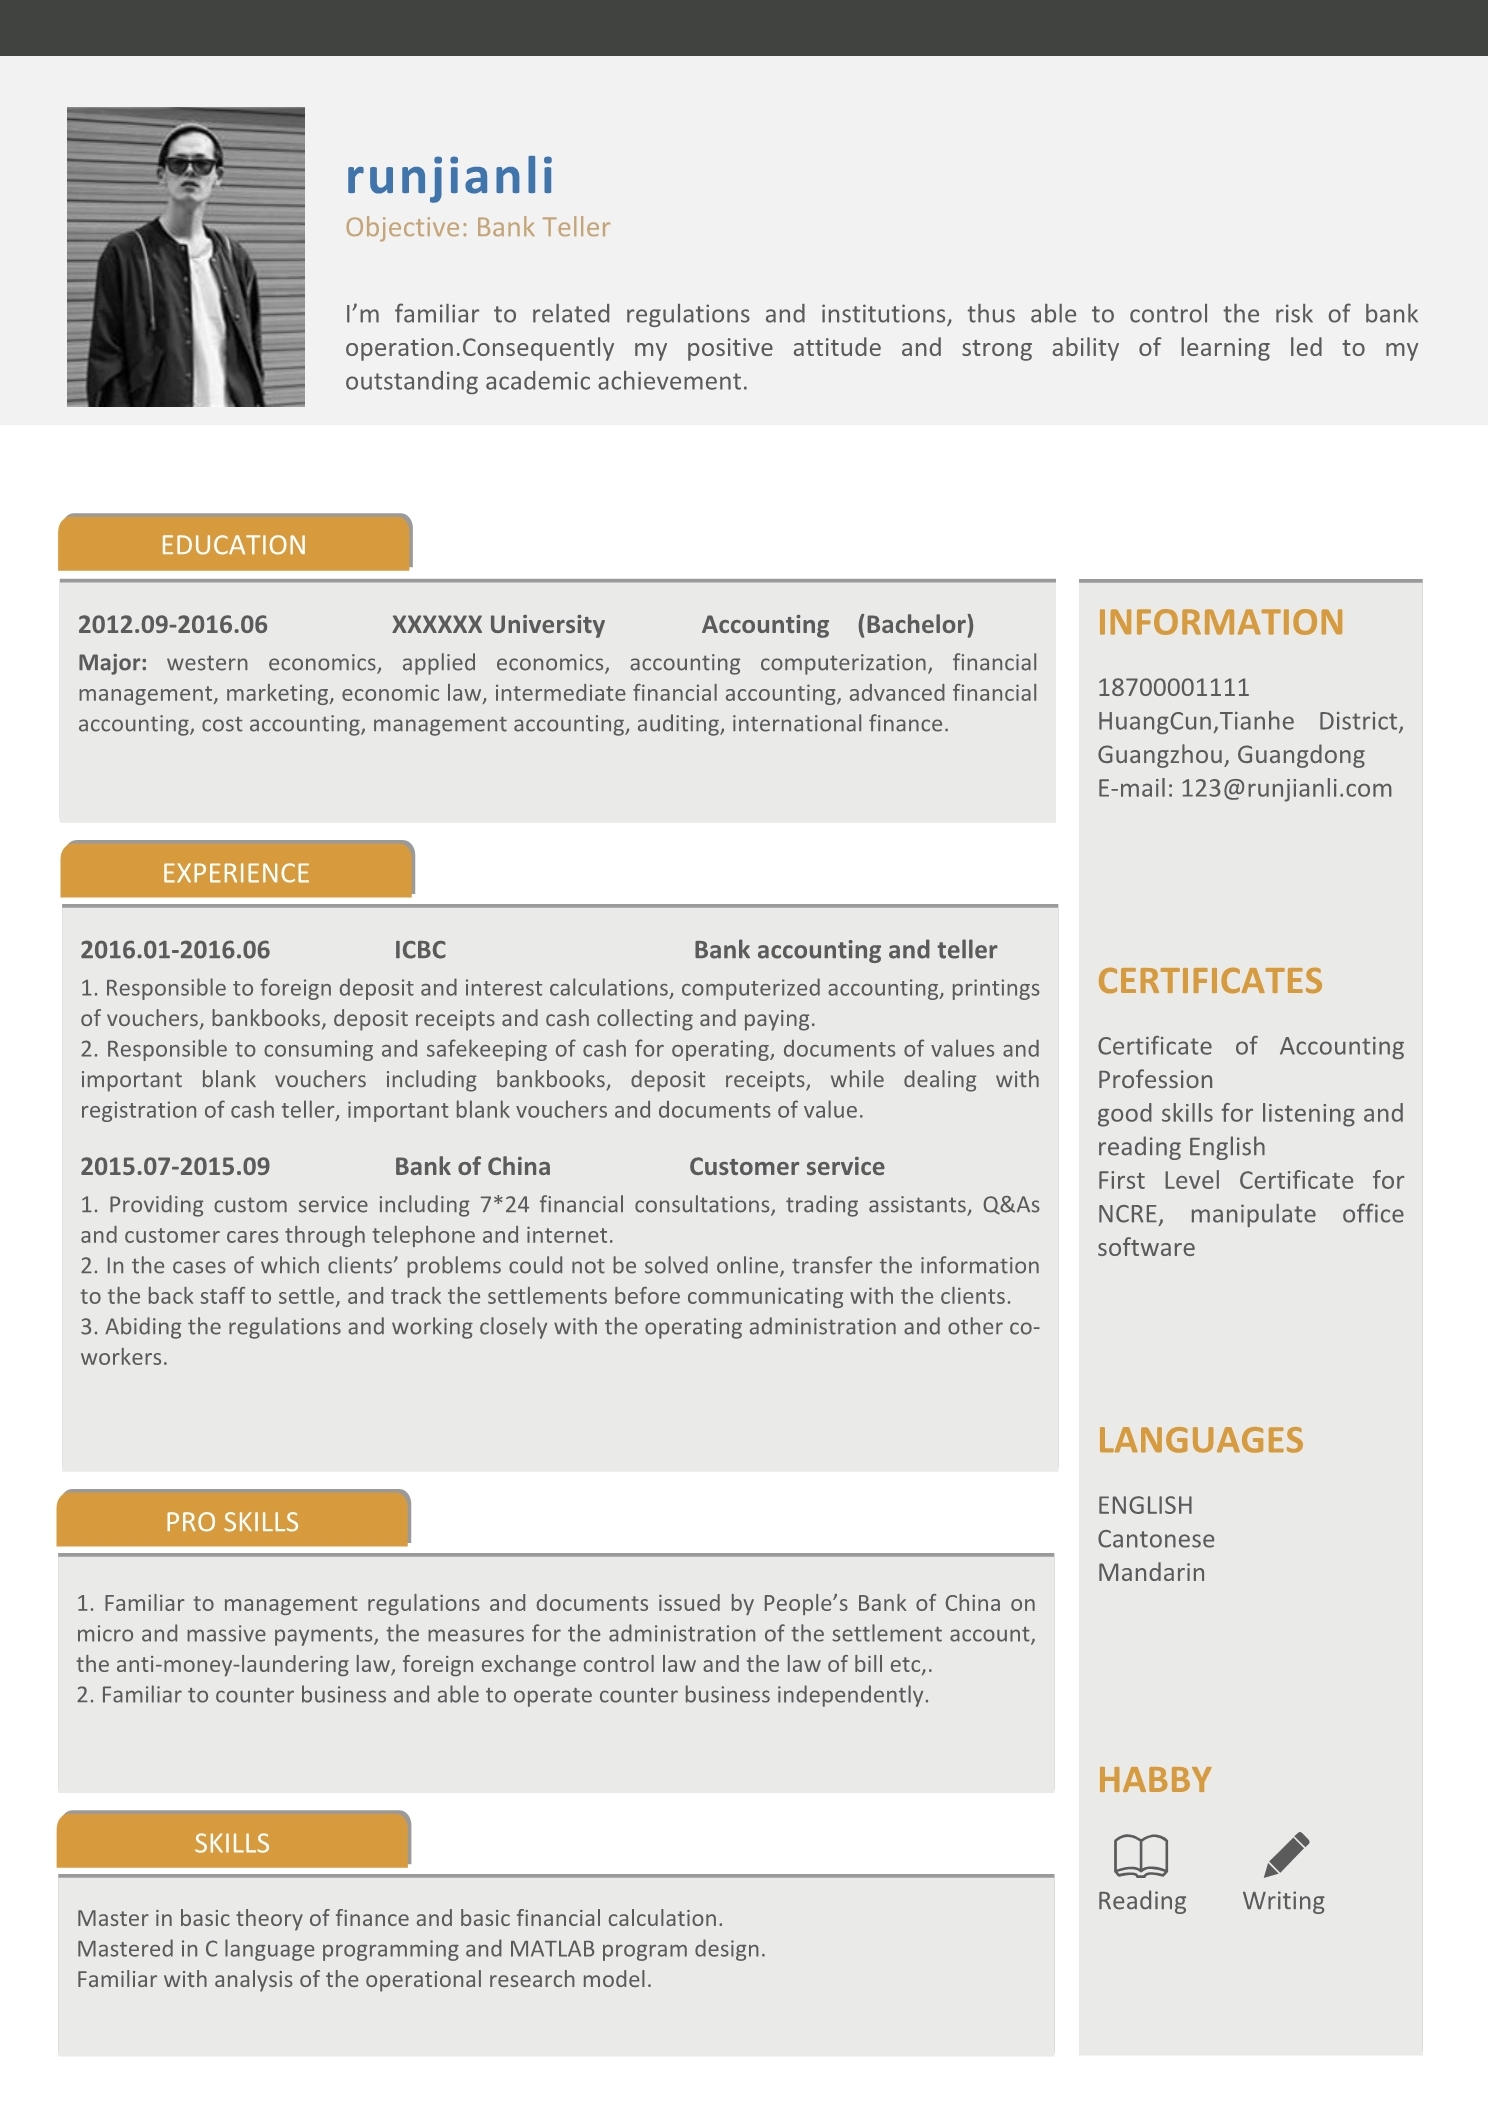 runjianli
Objective: Bank Teller
I’m familiar to related regulations and institutions, thus able to control the risk of bank
operation.Consequently my positive attitude and strong ability of learning led to my
outstanding academic achievement.
EDUCATION
2012.09-2016.06 XXXXXX University Accounting (Bachelor)
Major: western economics, applied economics, accounting computerization, financial
management, marketing, economic law, intermediate financial accounting, advanced financial
accounting, cost accounting, management accounting, auditing, international finance.
EXPERIENCE
2016.01-2016.06 ICBC Bank accounting and teller
1. Responsible to foreign deposit and interest calculations, computerized accounting, printings
of vouchers, bankbooks, deposit receipts and cash collecting and paying.
2. Responsible to consuming and safekeeping of cash for operating, documents of values and
important blank vouchers including bankbooks, deposit receipts, while dealing with
registration of cash teller, important blank vouchers and documents of value.
2015.07-2015.09 Bank of China Customer service
1. Providing custom service including 7*24 financial consultations, trading assistants, Q&As
and customer cares through telephone and internet.
2. In the cases of which clients’ problems could not be solved online, transfer the information
to the back staff to settle, and track the settlements before communicating with the clients.
3. Abiding the regulations and working closely with the operating administration and other co-
workers.
PRO SKILLS
1. Familiar to management regulations and documents issued by People’s Bank of China on
micro and massive payments, the measures for the administration of the settlement account,
the anti-money-laundering law, foreign exchange control law and the law of bill etc,.
2. Familiar to counter business and able to operate counter business independently.
SKILLS
Master in basic theory of finance and basic financial calculation.
Mastered in C language programming and MATLAB program design.
Familiar with analysis of the operational research model.
INFORMATION
18700001111
HuangCun,Tianhe District,
Guangzhou, Guangdong
E-mail: 123@runjianli.com
CERTIFICATES
Certificate of Accounting
Profession
good skills for listening and
reading English
First Level Certificate for
NCRE, manipulate office
software
LANGUAGES
ENGLISH
Cantonese
Mandarin
HABBY
Reading Writing